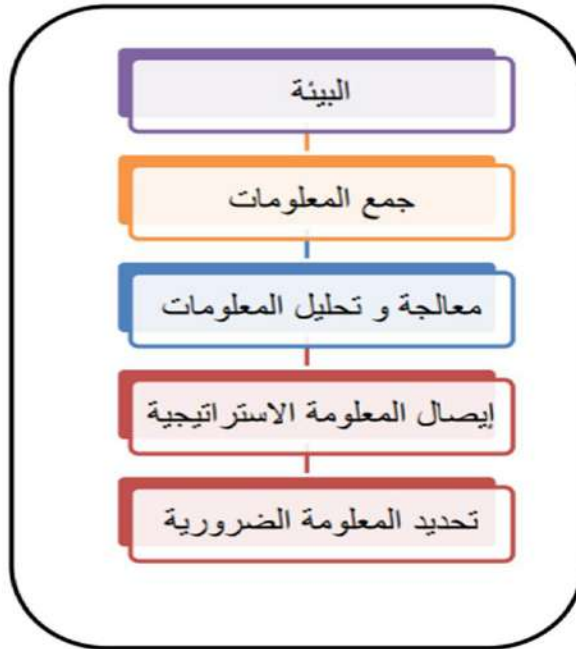 البيئة
جمع المعلومات
معالجة و تحليل المعلومات
إيصال المعلومة الاستراتيجية
تحديد المعلومة الضرورية